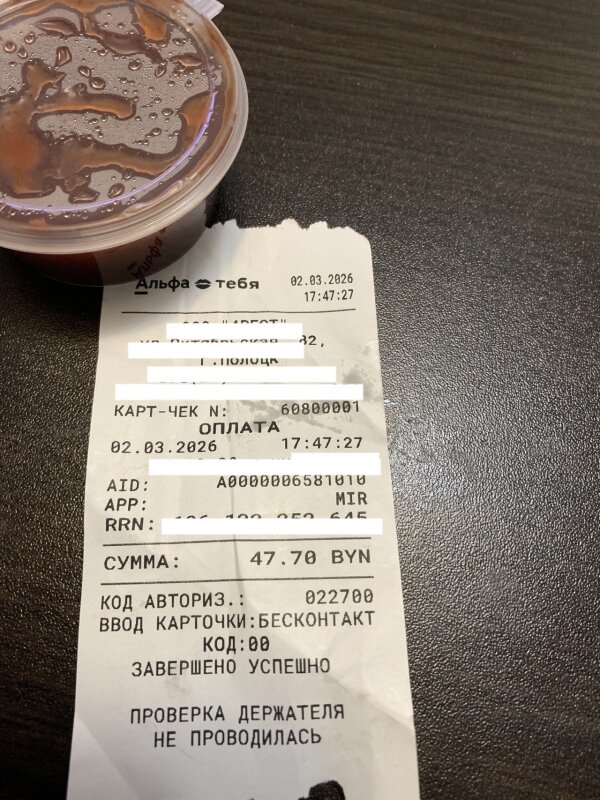 Альфа тебя 02.03.2026
17:47:27
82,
г.Полоцк
КАРТ-ЧЕК N: 60800001
ОПЛАТА
02.03.2026 17:47:27
AID: A0000006581010
APP: MIR
RRN:
СУММА: 47.70 BYN
КОД АВТОРИЗ.: 022700
ВВОД КАРТОЧКИ:БЕСКОНТАКТ
КОД:00
ЗАВЕРШЕНО УСПЕШНО
ПРОВЕРКА ДЕРЖАТЕЛЯ
НЕ ПРОВОДИЛАСЬ